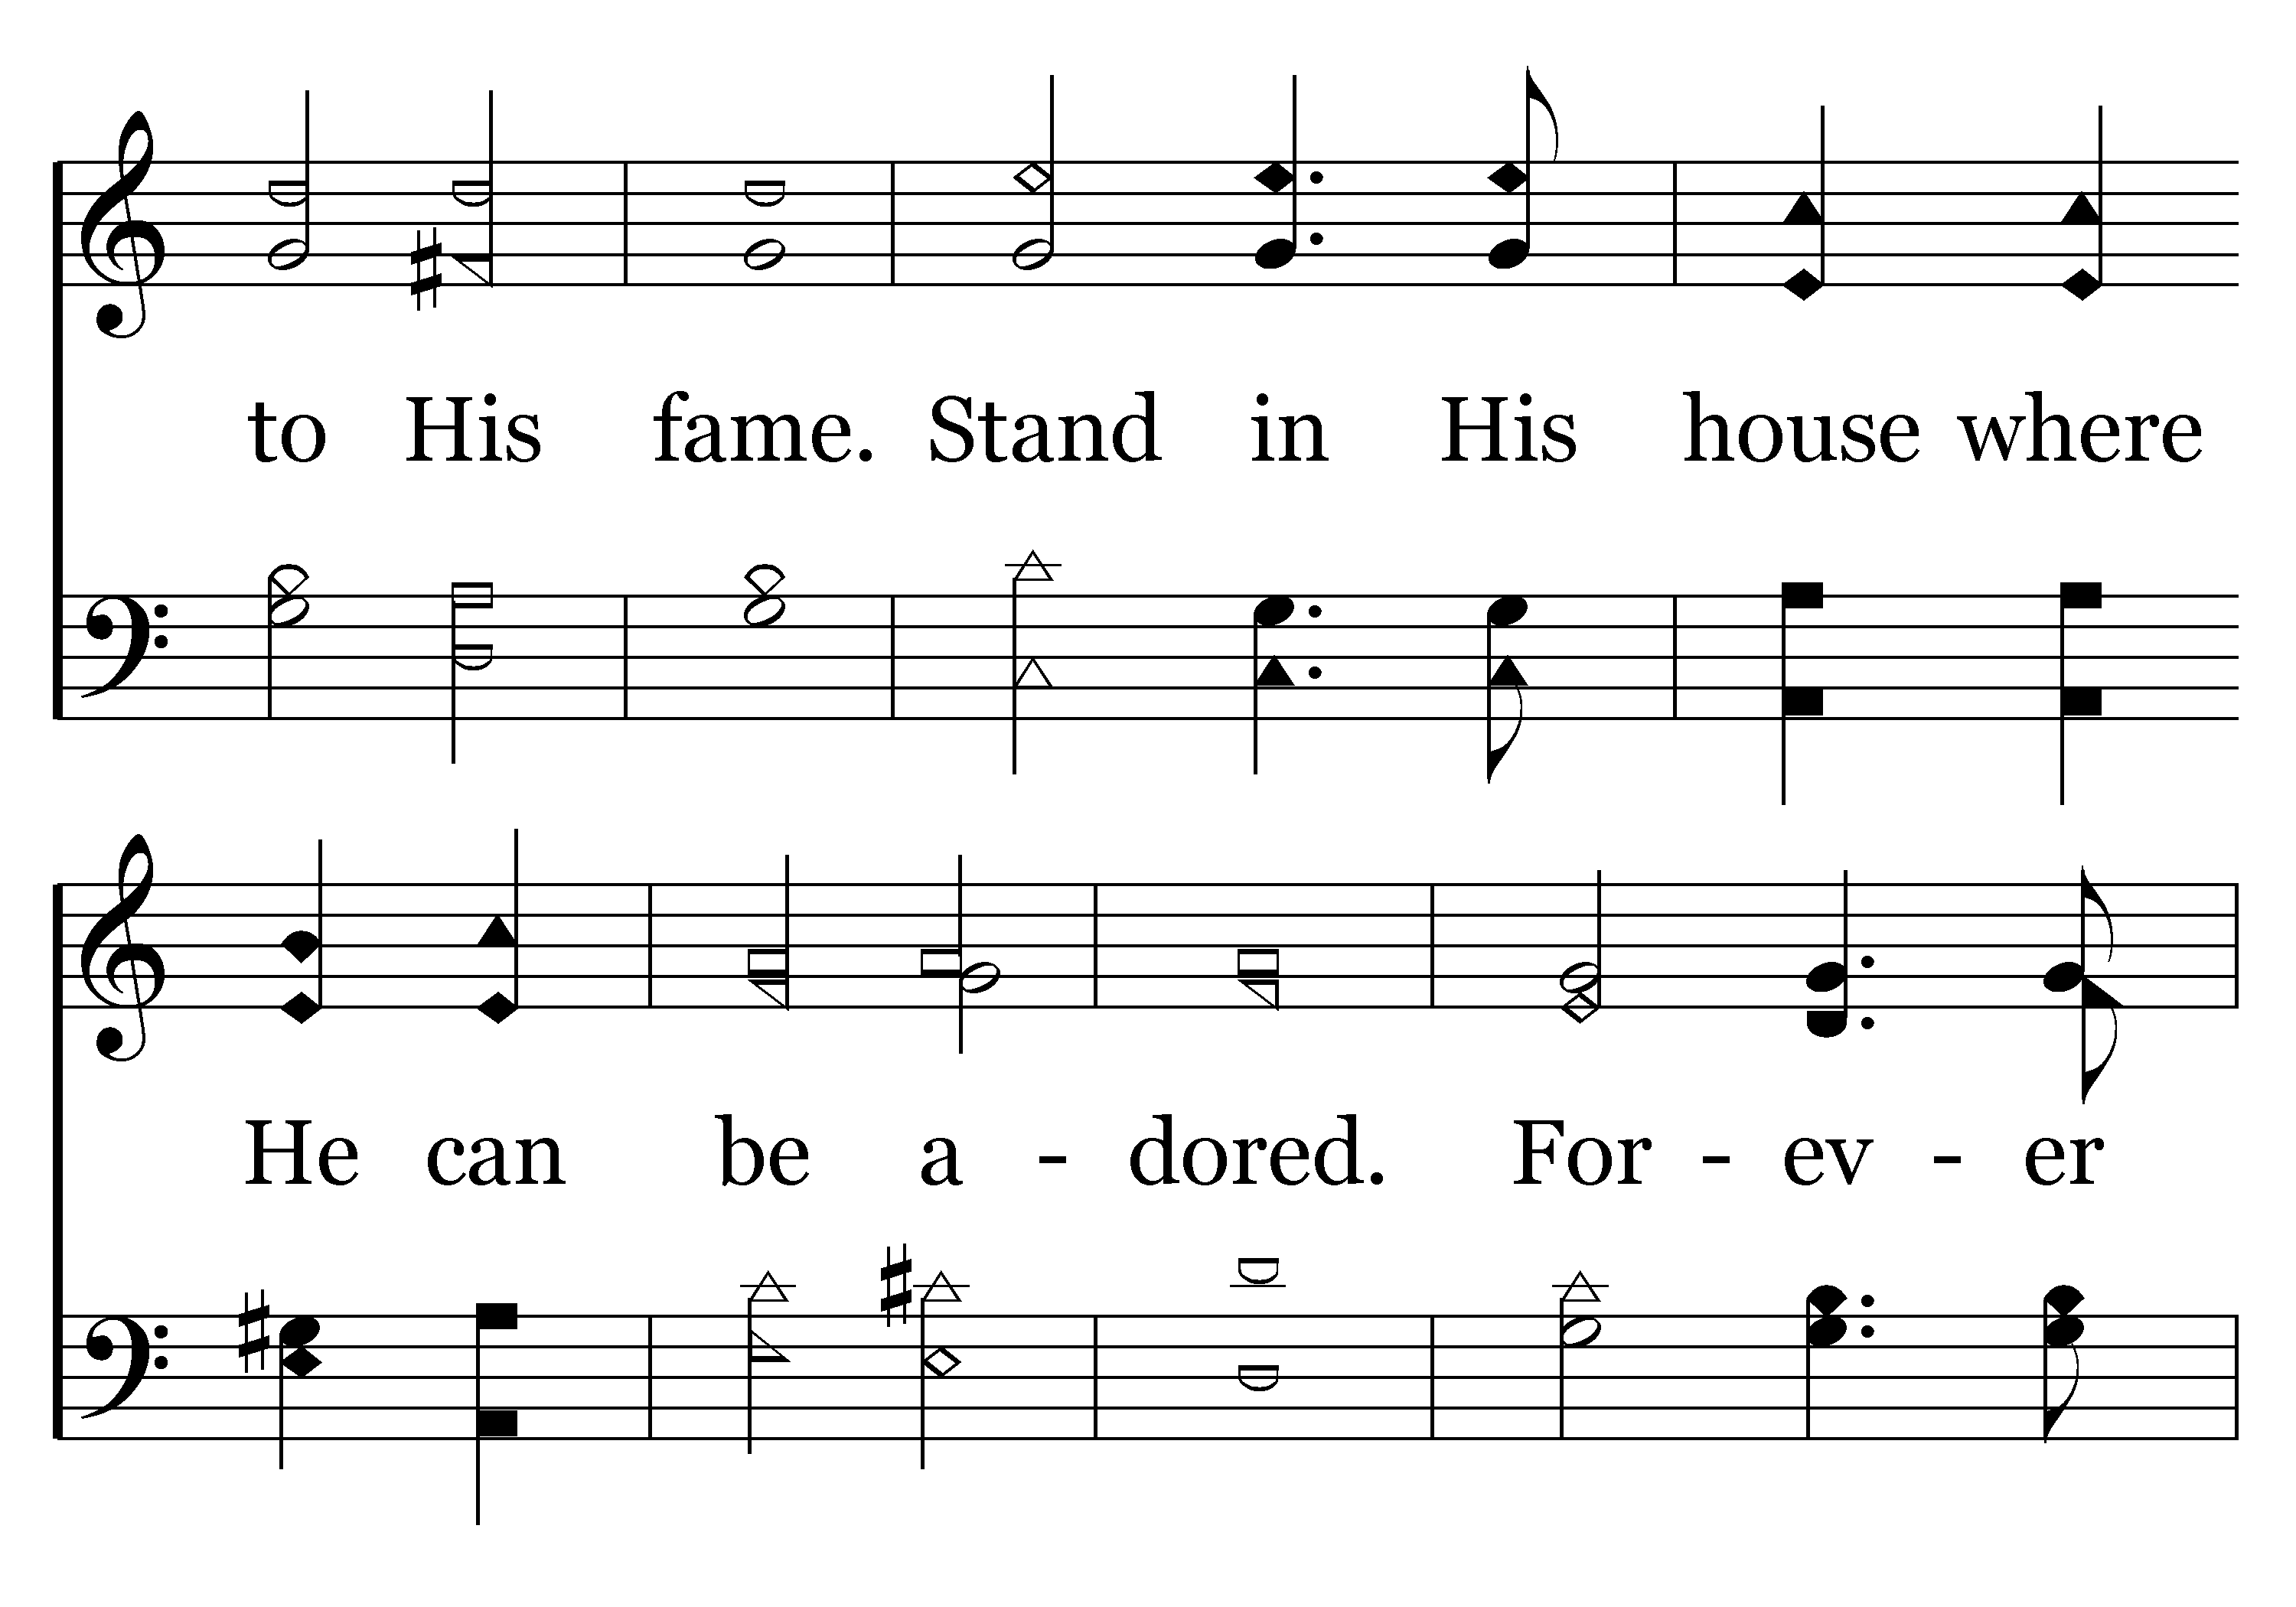 to His fame. Stand in His house where
He can be a - dored. For - ev - er